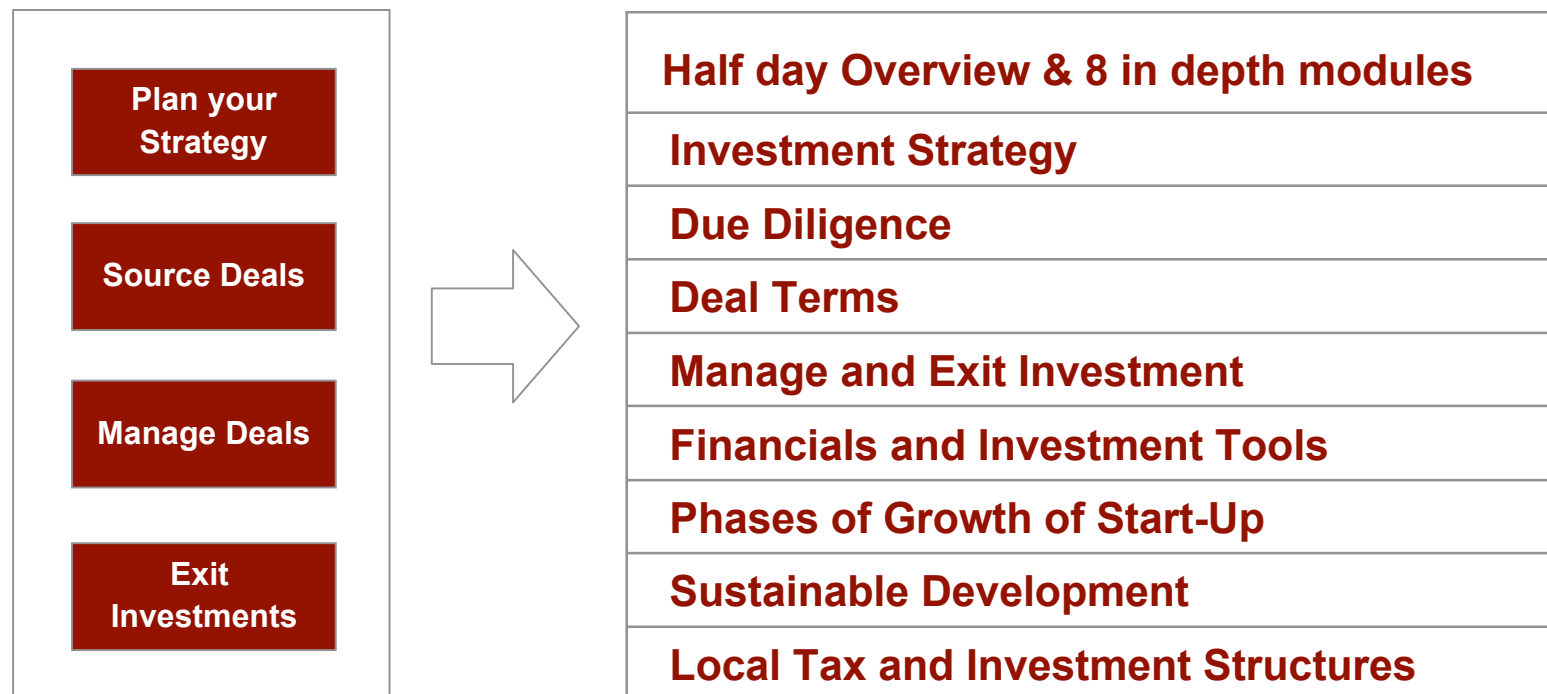 Plan your
Strategy
Source Deals
Manage Deals
Exit
Investments
Half day Overview & 8 in depth modules
Investment Strategy
Due Diligence
Deal Terms
Manage and Exit Investment
Financials and Investment Tools
Phases of Growth of Start-Up
Sustainable Development
Local Tax and Investment Structures